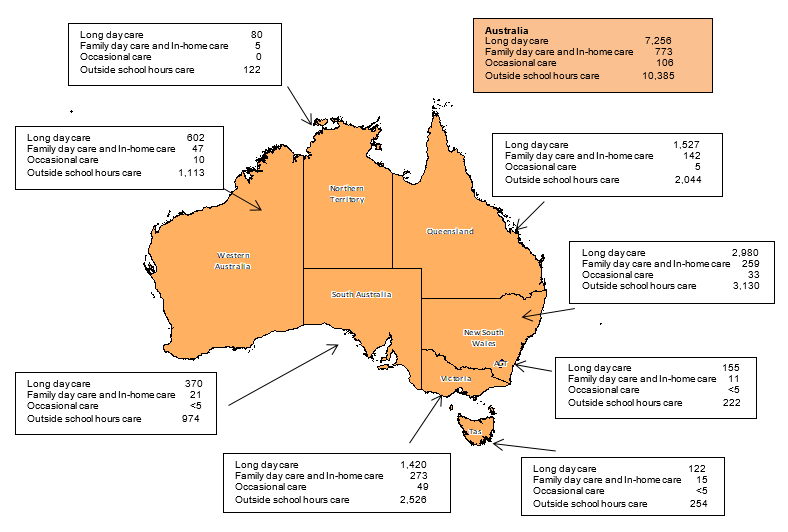 Long day care 80
Family day care and In-home care 5
Occasional care 0
Outside school hours care 122
Australia
Long day care 7,256
Family day care and In-home care 773
Occasional care 106
Outside school hours care 10,385
Long day care 602
Family day care and In-home care 47
Occasional care 10
Outside school hours care 1,113
Long day care 1,527
Family day care and In-home care 142
Occasional care 5
Outside school hours care 2,044
Northern
Territory
Queensland
Western
Australia
South Australia
Long day care 2,980
Family day care and In-home care 259
Occasional care 33
Outside school hours care 3,130
New South
Wales
ACT
Victoria
Tas
Long day care 155
Family day care and In-home care 11
Occasional care <5
Outside school hours care 222
Long day care 370
Family day care and In-home care 21
Occasional care <5
Outside school hours care 974
Long day care 1,420
Family day care and In-home care 273
Occasional care 49
Outside school hours care 2,526
Long day care 122
Family day care and In-home care 15
Occasional care <5
Outside school hours care 254